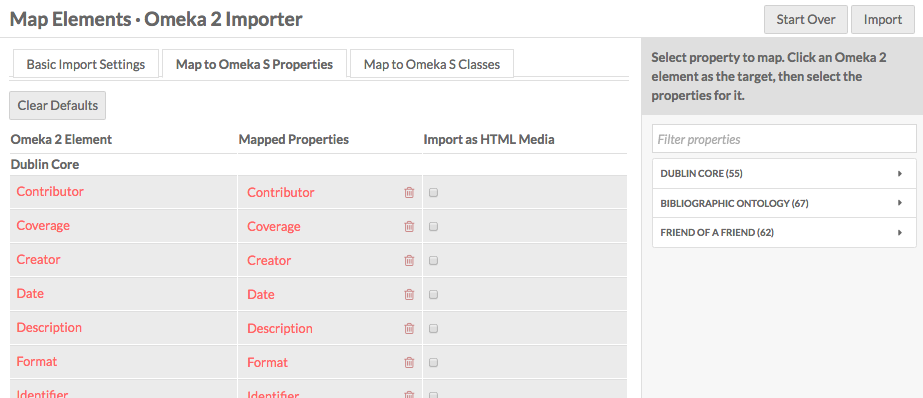 Map Elements · Omeka 2 Importer
Start Over
Import
Basic Import Settings
Map to Omeka S Properties
Map to Omeka S Classes
Select property to map. Click an Omeka 2
element as the target, then select the
properties for it.
Clear Defaults
Filter properties
Omeka 2 Element
Mapped Properties
Import as HTML Media
Dublin Core
DUBLIN CORE (55)
BIBLIOGRAPHIC ONTOLOGY (67)
FRIEND OF A FRIEND (62)
Contributor
Contributor
Coverage
Coverage
Creator
Creator
Date
Date
Description
Description
Format
Format
Identifier
Identifier